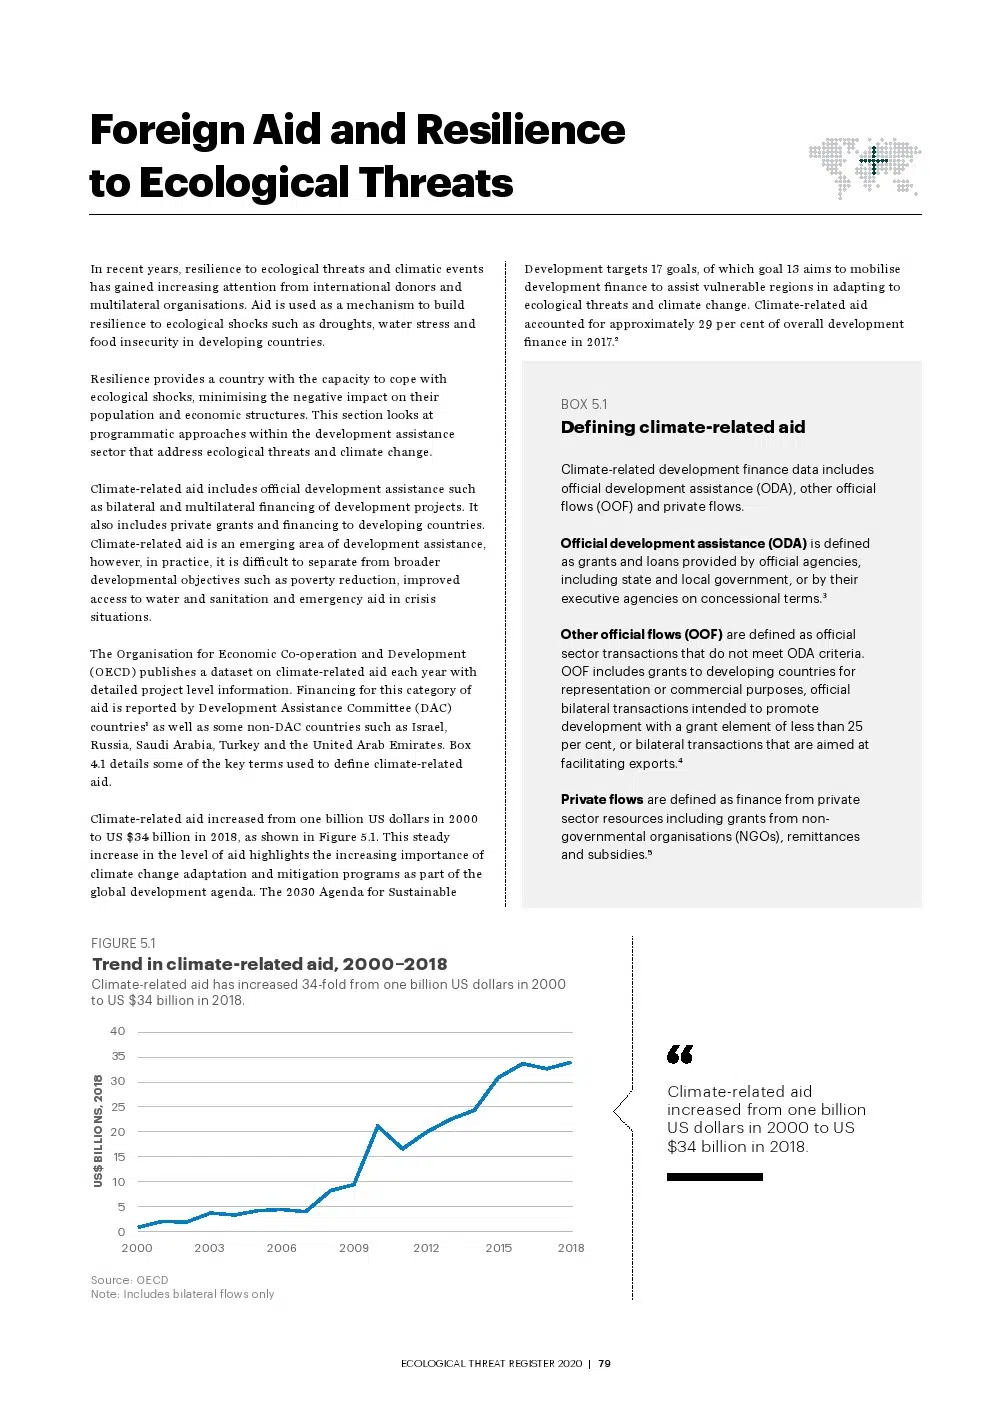 Foreign Aid and Resilience
to Ecological Threats
In recent years, resilience to ecological threats and climatic events
has gained increasing attention from international donors and
multilateral organisations. Aid is used as a mechanism to build
resilience to ecological shocks such as droughts, water stress and
food insecurity in developing countries.
Resilience provides a country with the capacity to cope with
ecological shocks, minimising the negative impact on their
population and economic structures. This section looks at
programmatic approaches within the development assistance
sector that address ecological threats and climate change.
Climate-related aid includes official development assistance such
as bilateral and multilateral financing of development projects. It
also includes private grants and financing to developing countries.
Climate-related aid is an emerging area of development assistance,
however, in practice, it is difficult to separate from broader
developmental objectives such as poverty reduction, improved
access to water and sanitation and emergency aid in crisis
situations.
The Organisation for Economic Co-operation and Development
(OECD) publishes a dataset on climate-related aid each year with
detailed project level information. Financing for this category of
aid is reported by Development Assistance Committee (DAC)
countries¹ as well as some non-DAC countries such as Israel,
Russia, Saudi Arabia, Turkey and the United Arab Emirates. Box
4.1 details some of the key terms used to define climate-related
aid.
Climate-related aid increased from one billion US dollars in 2000
to US $34 billion in 2018, as shown in Figure 5.1. This steady
increase in the level of aid highlights the increasing importance of
climate change adaptation and mitigation programs as part of the
global development agenda. The 2030 Agenda for Sustainable
Development targets 17 goals, of which goal 13 aims to mobilise
development finance to assist vulnerable regions in adapting to
ecological threats and climate change. Climate-related aid
accounted for approximately 29 per cent of overall development
finance in 2017.²
BOX 5.1
Defining climate-related aid
Climate-related development finance data includes
official development assistance (ODA), other official
flows (OOF) and private flows.
Official development assistance (ODA) is defined
as grants and loans provided by official agencies,
including state and local government, or by their
executive agencies on concessional terms.³
Other official flows (OOF) are defined as official
sector transactions that do not meet ODA criteria.
OOF includes grants to developing countries for
representation or commercial purposes, official
bilateral transactions intended to promote
development with a grant element of less than 25
per cent, or bilateral transactions that are aimed at
facilitating exports.⁴
Private flows are defined as finance from private
sector resources including grants from non-
governmental organisations (NGOs), remittances
and subsidies.⁵
FIGURE 5.1
Trend in climate-related aid, 2000–2018
Climate-related aid has increased 34-fold from one billion US dollars in 2000
to US $34 billion in 2018.
US$ BILLIONS, 2018
40
35
30
25
20
15
10
5
0
2000 2003 2006 2009 2012 2015 2018
Source: OECD
Note: Includes bilateral flows only
“
Climate-related aid
increased from one billion
US dollars in 2000 to US
$34 billion in 2018.
ECOLOGICAL THREAT REGISTER 2020 | 79